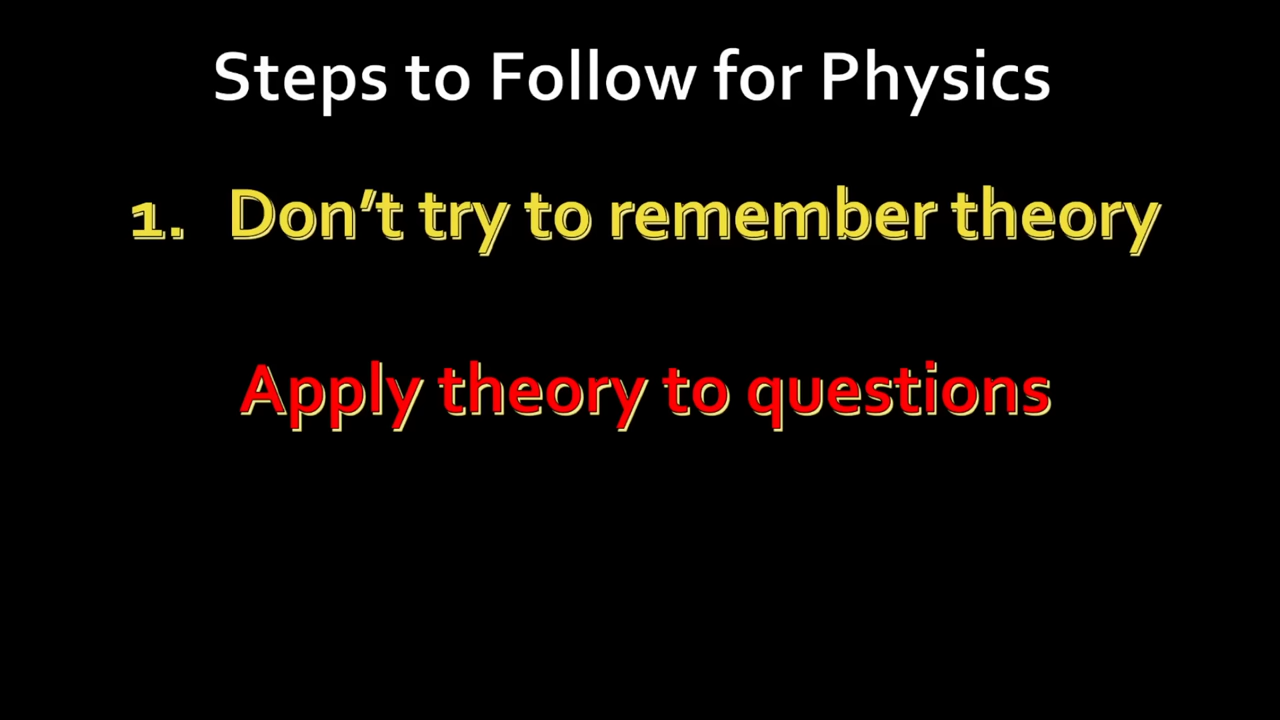 Steps to Follow for Physics
1. Don’t try to remember theory
Apply theory to questions